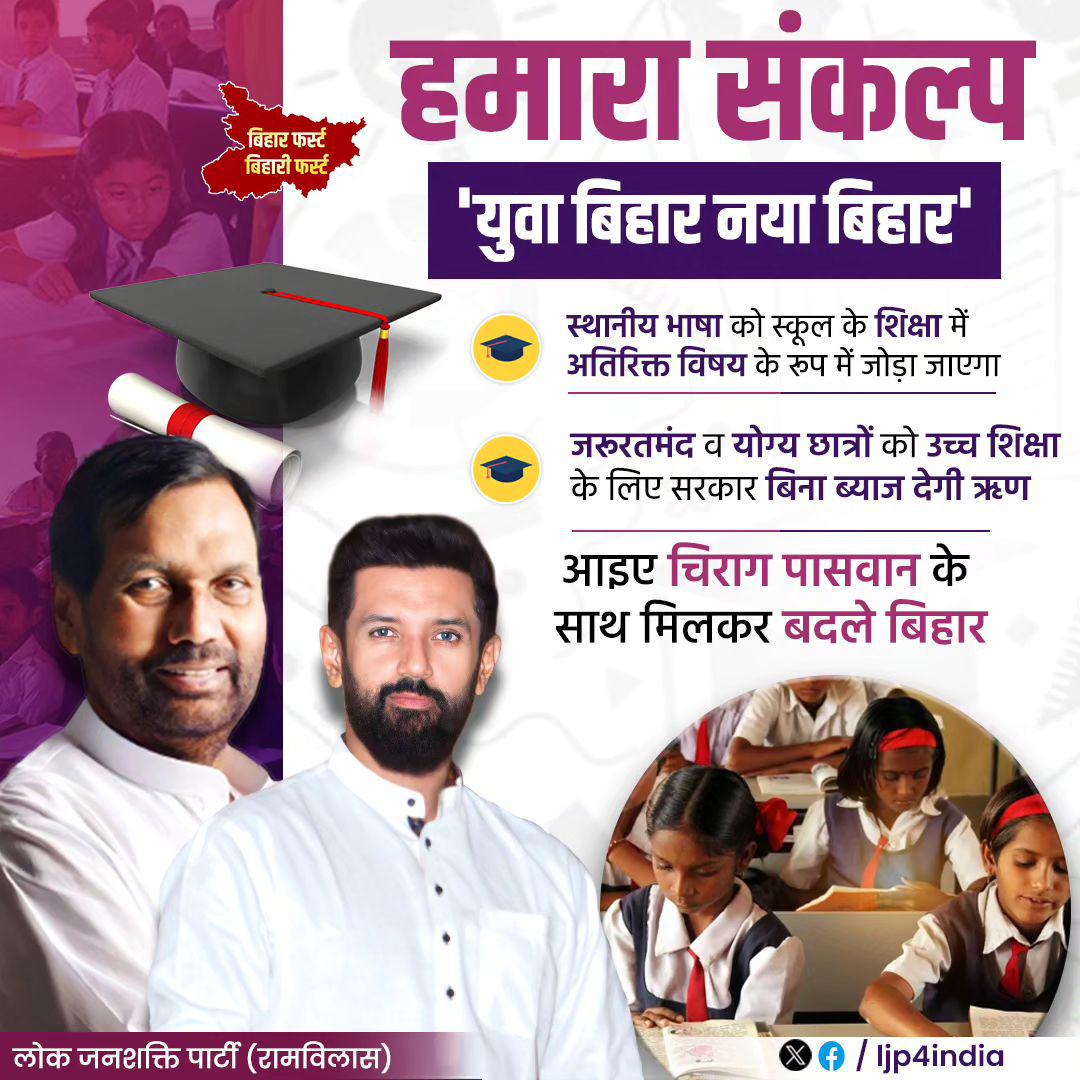 हमारा संकल्प
बिहार फर्स्ट
बिहारी फर्स्ट
'युवा बिहार नया बिहार'
स्थानीय भाषा को स्कूल के शिक्षा में
अतिरिक्त विषय के रूप में जोड़ा जाएगा
जरूरतमंद व योग्य छात्रों को उच्च शिक्षा
के लिए सरकार बिना ब्याज देगी ऋण
आइए चिराग पासवान के
साथ मिलकर बदले बिहार
लोक जनशक्ति पार्टी (रामविलास)
/ ljp4india